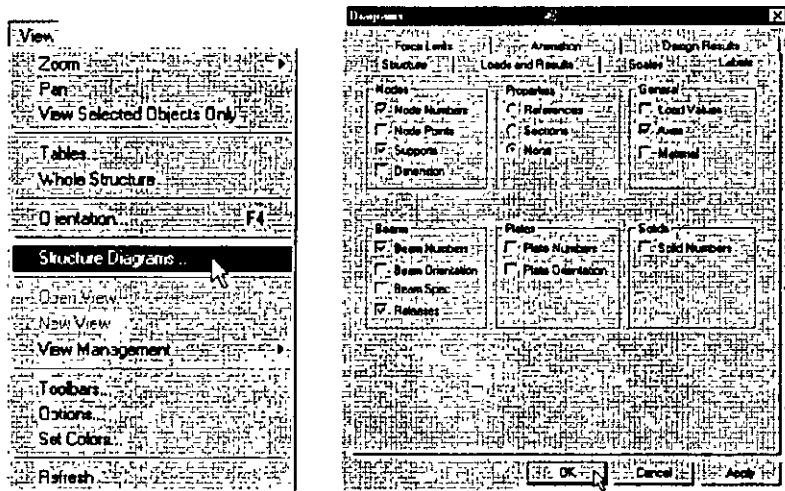 View
Zoom
Pan
View Selected Objects Only
Tables...
Whole Structure
Orientation... F4
Structure Diagrams...
Open View
New View
View Management
Toolbars...
Options...
Set Colors...
Refresh
Diagrams
Force Limits Animation Design Results
Structure Loads and Results Scales Labels
Nodes
Node Numbers
Node Points
Supports
Dimension
Properties
References
Sections
None
General
Load Values
Axes
Material
Beams
Beam Numbers
Beam Orientation
Beam Spec
Releases
Plates
Plate Numbers
Plate Orientation
Solids
Solid Numbers
OK Cancel Apply